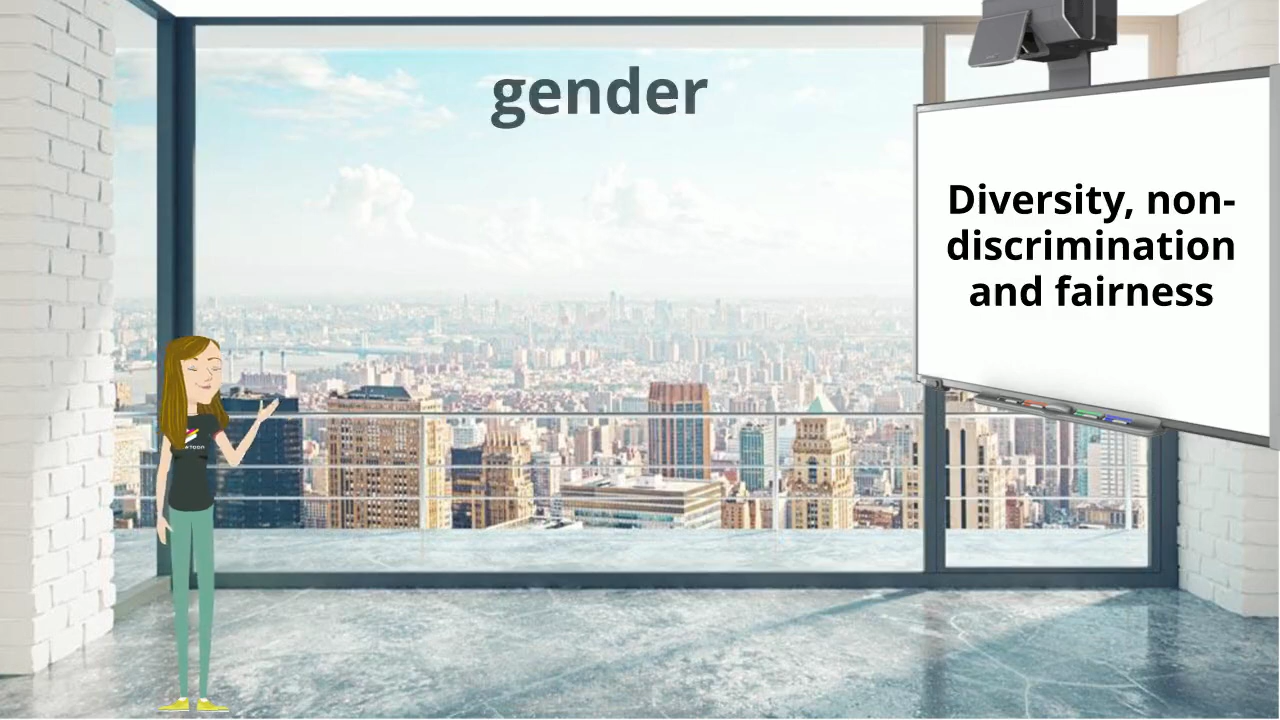 gender
Diversity, non-
discrimination
and fairness